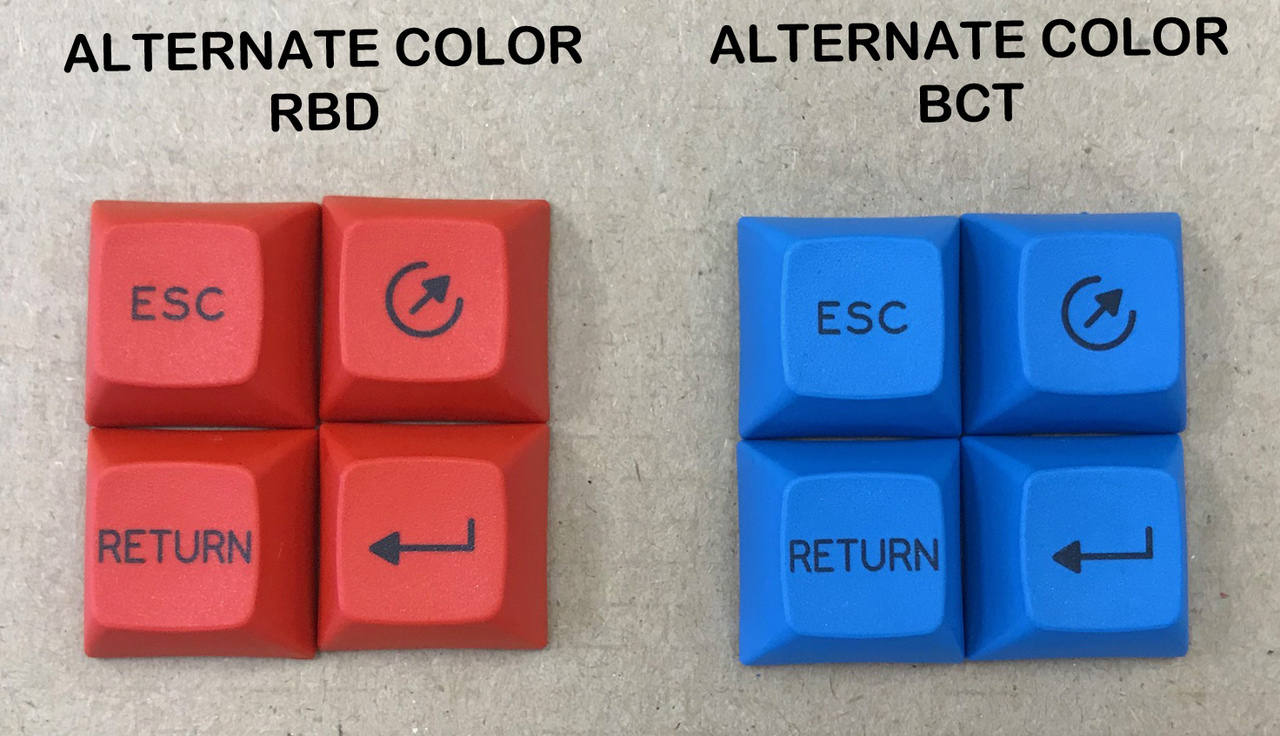 ALTERNATE COLOR
RBD
ESC
RETURN
ALTERNATE COLOR
BCT
ESC
RETURN